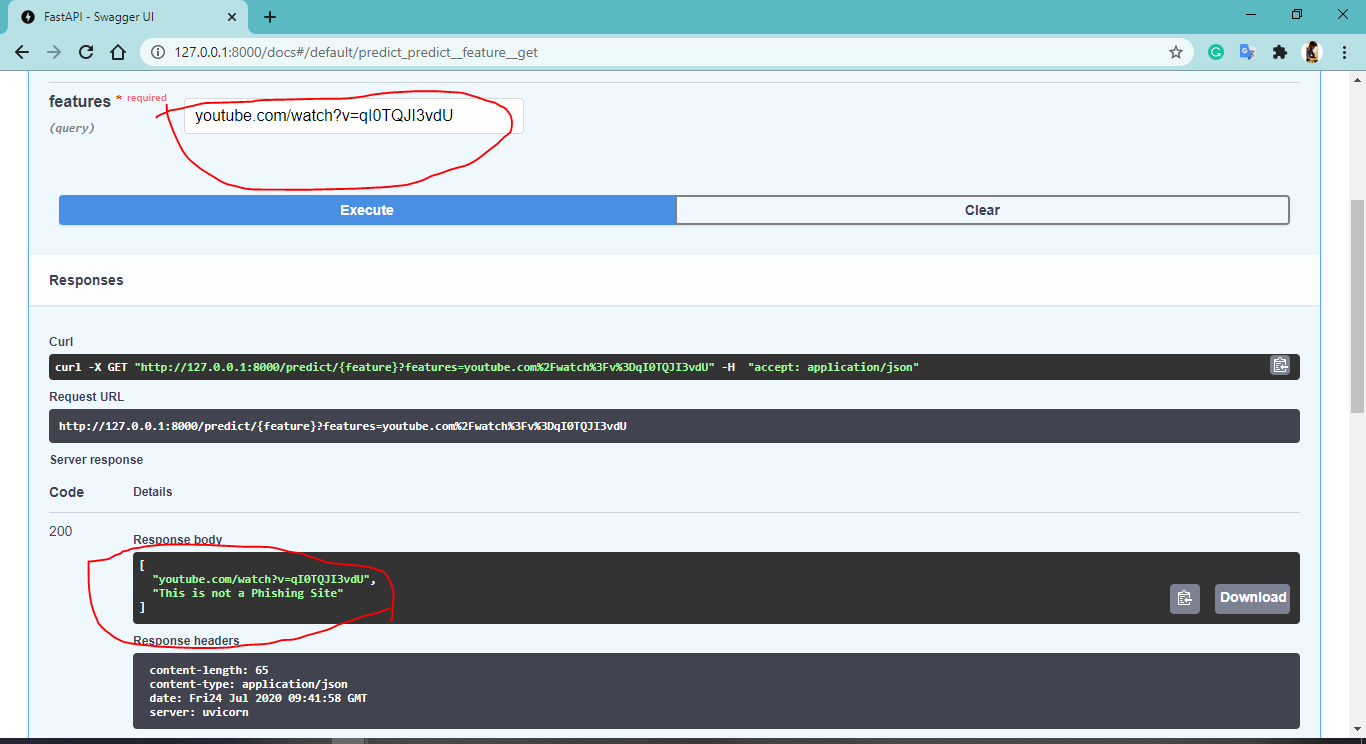 FastAPI - Swagger UI
127.0.0.1:8000/docs#/default/predict_predict__feature__get
features * required
(query)
youtube.com/watch?v=qI0TQJI3vdU
Execute
Clear
Responses
Curl
curl -X GET "http://127.0.0.1:8000/predict/{feature}?features=youtube.com%2Fwatch%3Fv%3DqI0TQJI3vdU" -H  "accept: application/json"
Request URL
http://127.0.0.1:8000/predict/{feature}?features=youtube.com%2Fwatch%3Fv%3DqI0TQJI3vdU
Server response
Code Details
200
Response body
[
"youtube.com/watch?v=qI0TQJI3vdU",
"This is not a Phishing Site"
]
Download
Response headers
content-length: 65
content-type: application/json
date: Fri24 Jul 2020 09:41:58 GMT
server: uvicorn